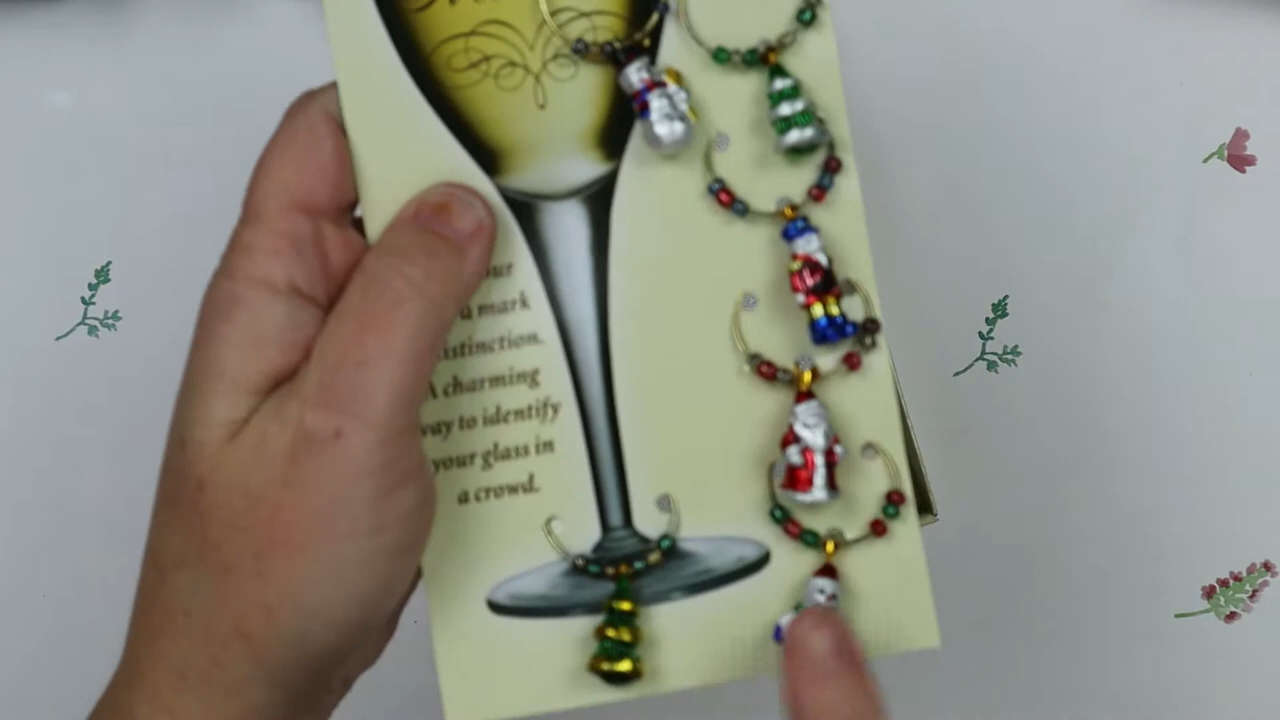 a mark
distinction.
A charming
way to identify
your glass in
a crowd.